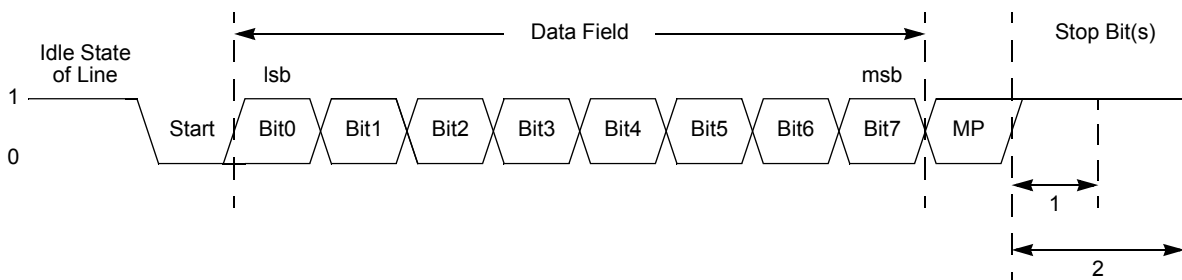 Data Field
Stop Bit(s)
Idle State
of Line
lsb
msb
1
Start
Bit0
Bit1
Bit2
Bit3
Bit4
Bit5
Bit6
Bit7
MP
0
1
2